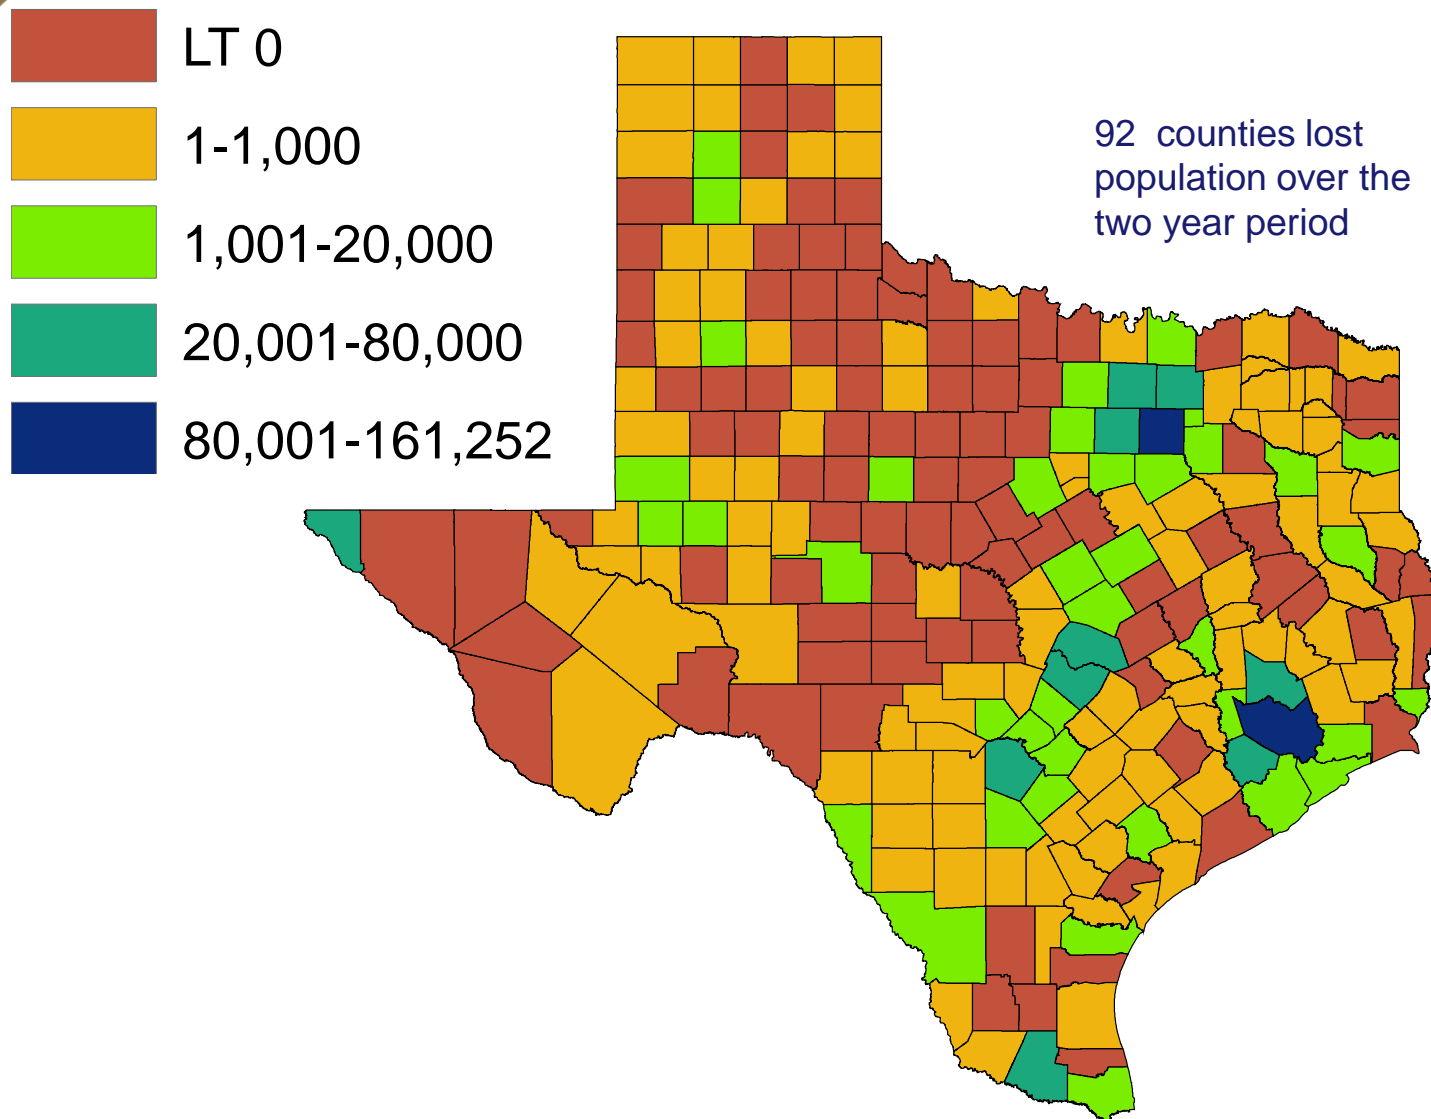 LT 0
1-1,000
1,001-20,000
20,001-80,000
80,001-161,252
92 counties lost
population over the
two year period